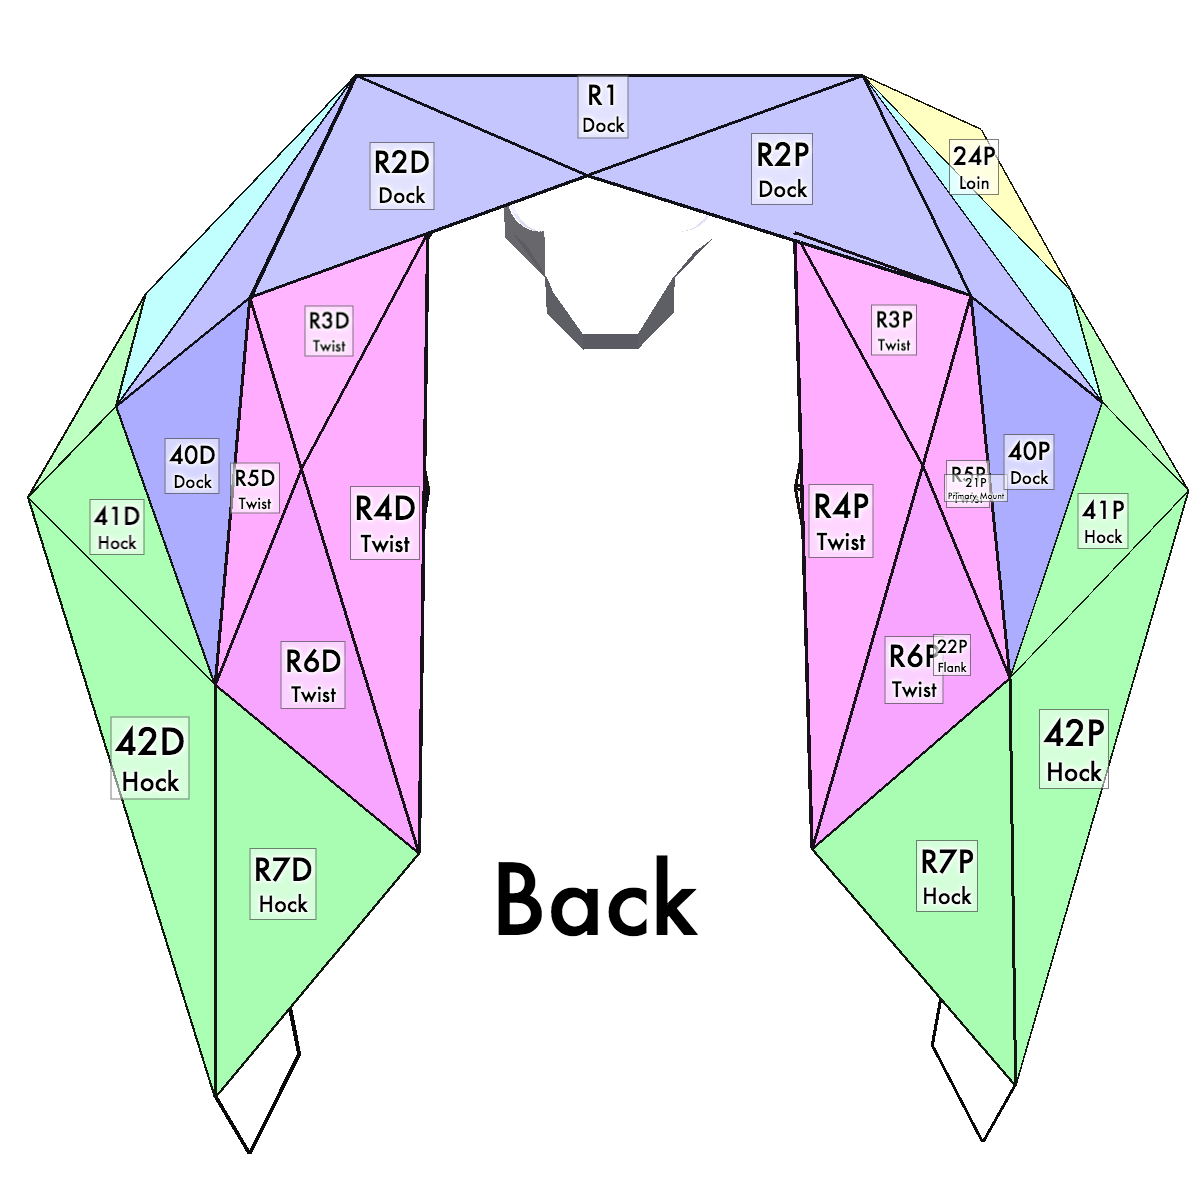 R1
Dock
R2D
Dock
R2P
Dock
24P
Loin
R3D
Twist
R3P
Twist
40D
Dock
R5D
Twist
R4D
Twist
R4P
Twist
R5P
21P
Primary Mount
40P
Dock
41D
Hock
41P
Hock
R6D
Twist
R6P
Twist
22P
Flank
42D
Hock
42P
Hock
R7D
Hock
R7P
Hock
Back